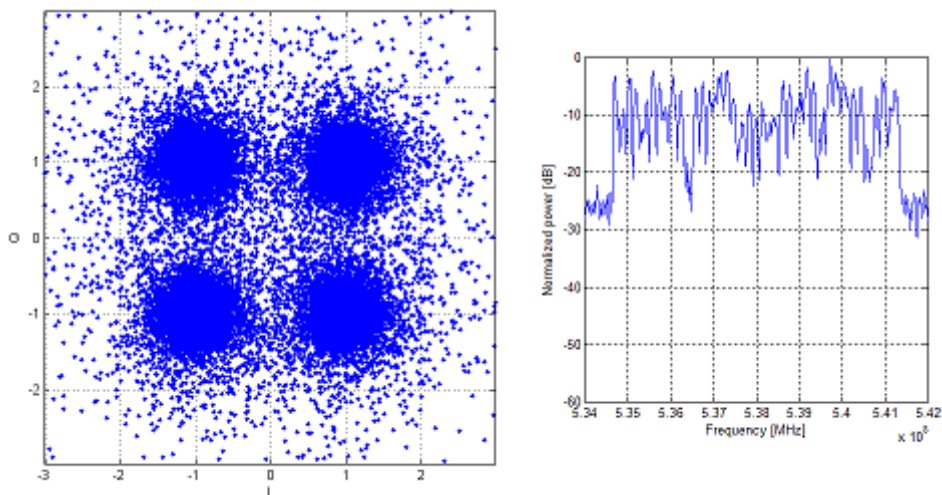 2
1
0
-1
-2
Q
-3 -2 -1 0 1 2
I
0
-10
-20
-30
-40
-50
-60
Normalized power [dB]
5.34 5.35 5.36 5.37 5.38 5.39 5.4 5.41 5.42
Frequency [MHz]
x 10⁸